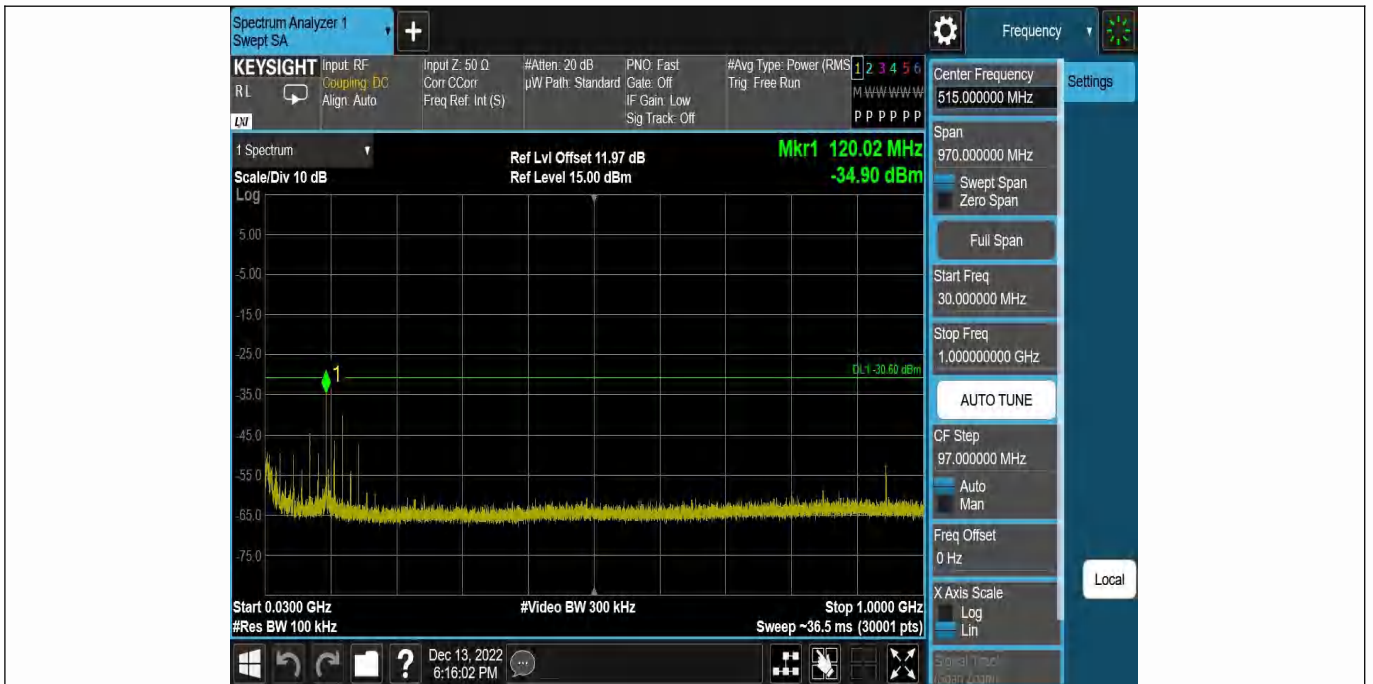 Spectrum Analyzer 1
Swept SA
+
Frequency
KEYSIGHT
RL
LXI
Input: RF
Coupling: DC
Align: Auto
Input Z: 50 Ω
Corr CCorr
Freq Ref: Int (S)
#Atten: 20 dB
µW Path: Standard
PNO: Fast
Gate: Off
IF Gain: Low
Sig Track: Off
#Avg Type: Power (RMS
Trig: Free Run
1 2 3 4 5 6
M W W W W W
P P P P P P
Center Frequency
515.000000 MHz
Settings
1 Spectrum
Scale/Div 10 dB
Ref Lvl Offset 11.97 dB
Ref Level 15.00 dBm
Mkr1 120.02 MHz
-34.90 dBm
Span
970.000000 MHz
Swept Span
Zero Span
Full Span
Start Freq
30.000000 MHz
Stop Freq
1.000000000 GHz
AUTO TUNE
CF Step
97.000000 MHz
Auto
Man
Freq Offset
0 Hz
X Axis Scale
Log
Lin
Signal Track
(Span Zoom)
Local
Log
5.00
-5.00
-15.0
-25.0
-35.0
-45.0
-55.0
-65.0
-75.0
1
DL1 -30.60 dBm
Start 0.0300 GHz
#Res BW 100 kHz
#Video BW 300 kHz
Stop 1.0000 GHz
Sweep ~36.5 ms (30001 pts)
?
Dec 13, 2022
6:16:02 PM